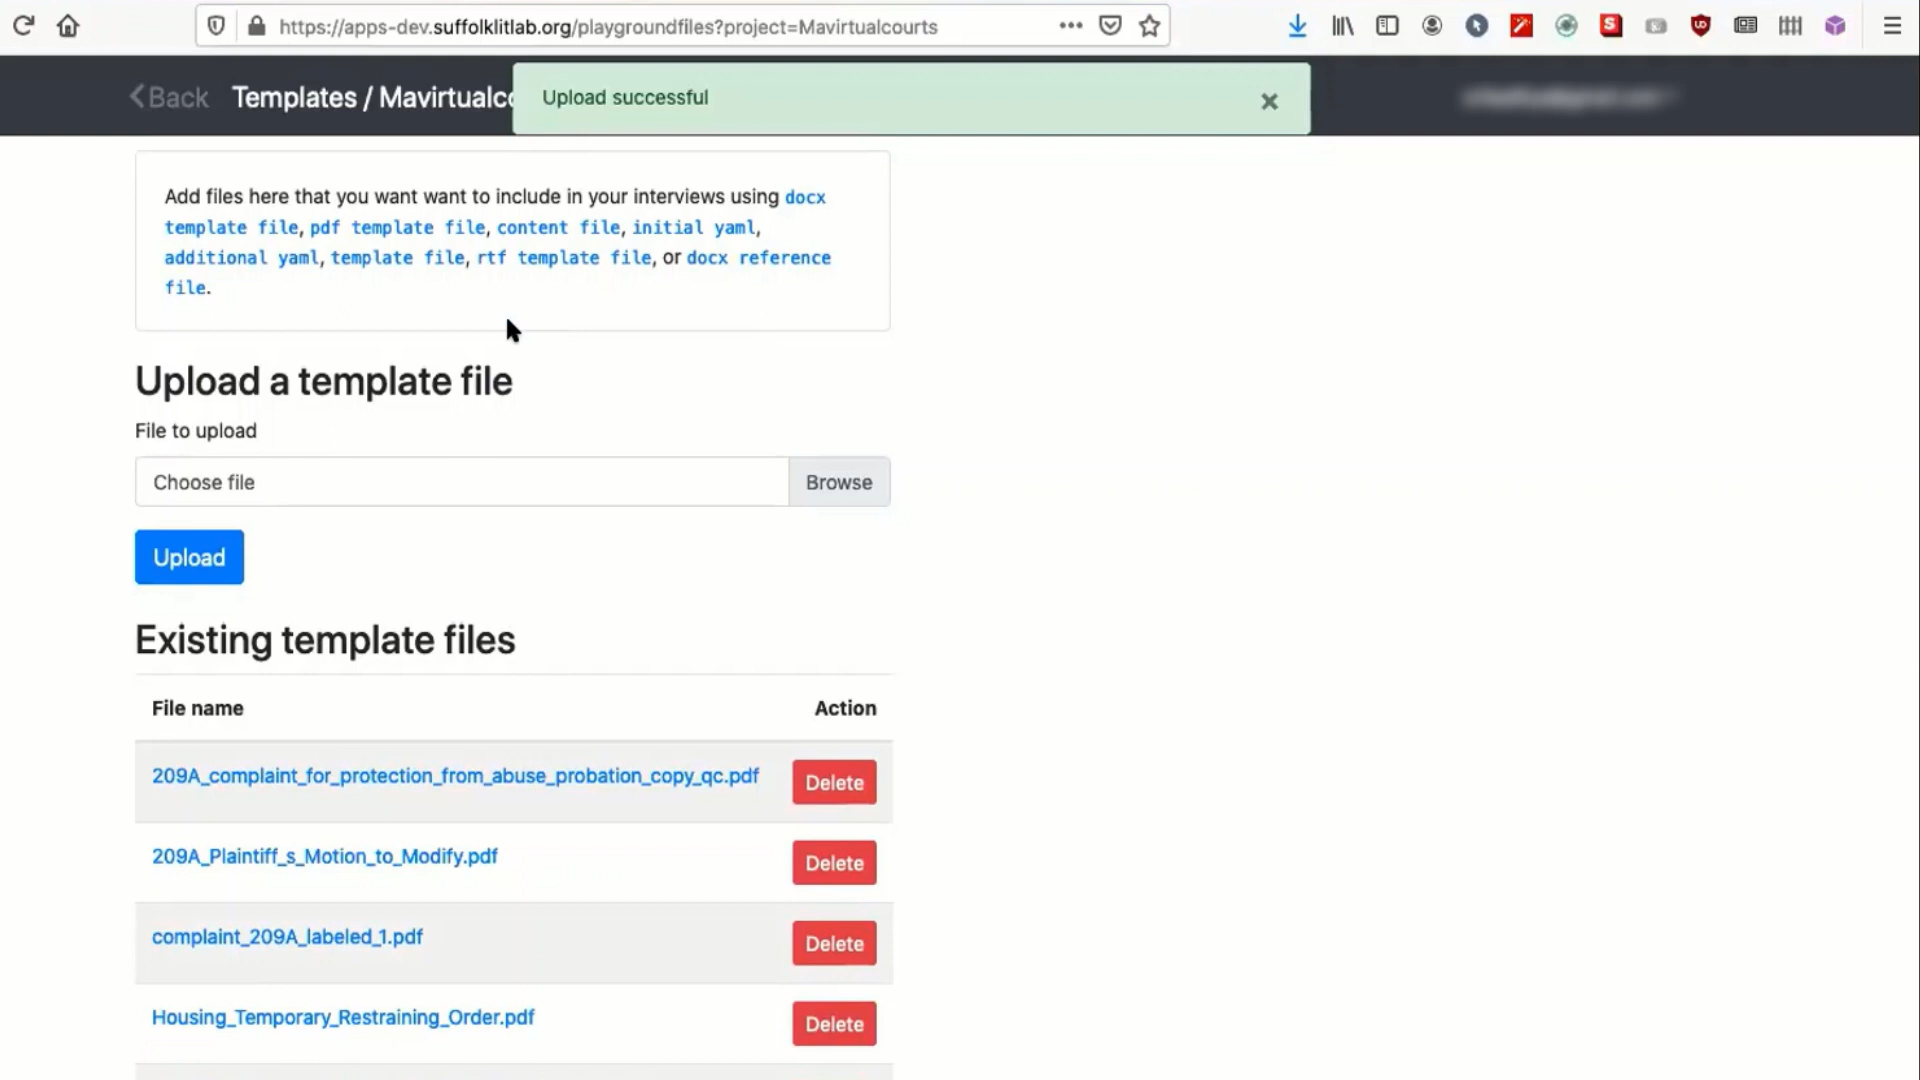 https://apps-dev.suffolklitlab.org/playgroundfiles?project=Mavirtualcourts
Back Templates / Mavirtualco
Upload successful
Add files here that you want want to include in your interviews using docx
template file, pdf template file, content file, initial yaml,
additional yaml, template file, rtf template file, or docx reference
file.
Upload a template file
File to upload
Choose file Browse
Upload
Existing template files
File name Action
209A_complaint_for_protection_from_abuse_probation_copy_qc.pdf Delete
209A_Plaintiff_s_Motion_to_Modify.pdf Delete
complaint_209A_labeled_1.pdf Delete
Housing_Temporary_Restraining_Order.pdf Delete